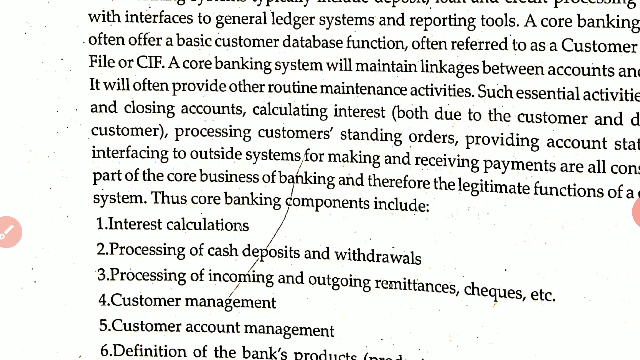 with interfaces to general ledger systems and reporting tools. A core banking
often offer a basic customer database function, often referred to as a Customer
File or CIF. A core banking system will maintain linkages between accounts an
It will often provide other routine maintenance activities. Such essential activitie
and closing accounts, calculating interest (both due to the customer and d
customer), processing customers' standing orders, providing account stat
interfacing to outside systems for making and receiving payments are all cons
part of the core business of banking and therefore the legitimate functions of a
system. Thus core banking components include:
1.Interest calculations
2.Processing of cash deposits and withdrawals
3.Processing of incoming and outgoing remittances, cheques, etc.
4.Customer management
5.Customer account management
6.Definition of the bank's products